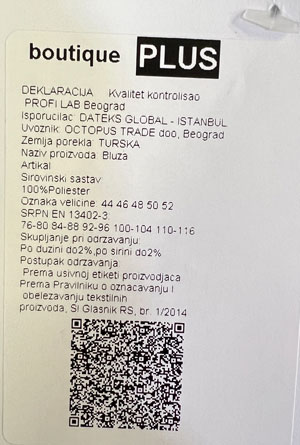 boutique PLUS
DEKLARACIJA Kvalitet kontrolisao
PROFI LAB Beograd
Isporucilac: DATEKS GLOBAL - ISTANBUL
Uvoznik: OCTOPUS TRADE doo, Beograd
Zemlja porekla: TURSKA
Naziv proizvoda: Bluza
Artikal
Sirovinski sastav
100%Poliester
Oznaka velicine: 44 46 48 50 52
SRPN EN 13402-3:
76-80 84-88 92-96 100-104 110-116
Skupljanje pri odrzavanju:
Po duzini do2%,po sirini do2%
Postupak odrzavanja:
Prema usivnoj etiketi proizvodjaca
Prema Pravilniku o oznacavanju I
obelezavanju tekstilnih
proizvoda, Sl Glasnik RS, br. 1/2014